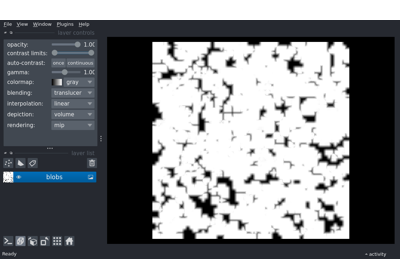 File View Window Plugins Help
layer controls
opacity: 1.00
contrast limits:
auto-contrast: once continuous
gamma: 1.00
colormap: gray
blending: translucer
interpolation: linear
depiction: volume
rendering: mip
layer list
blobs
Ready
activity